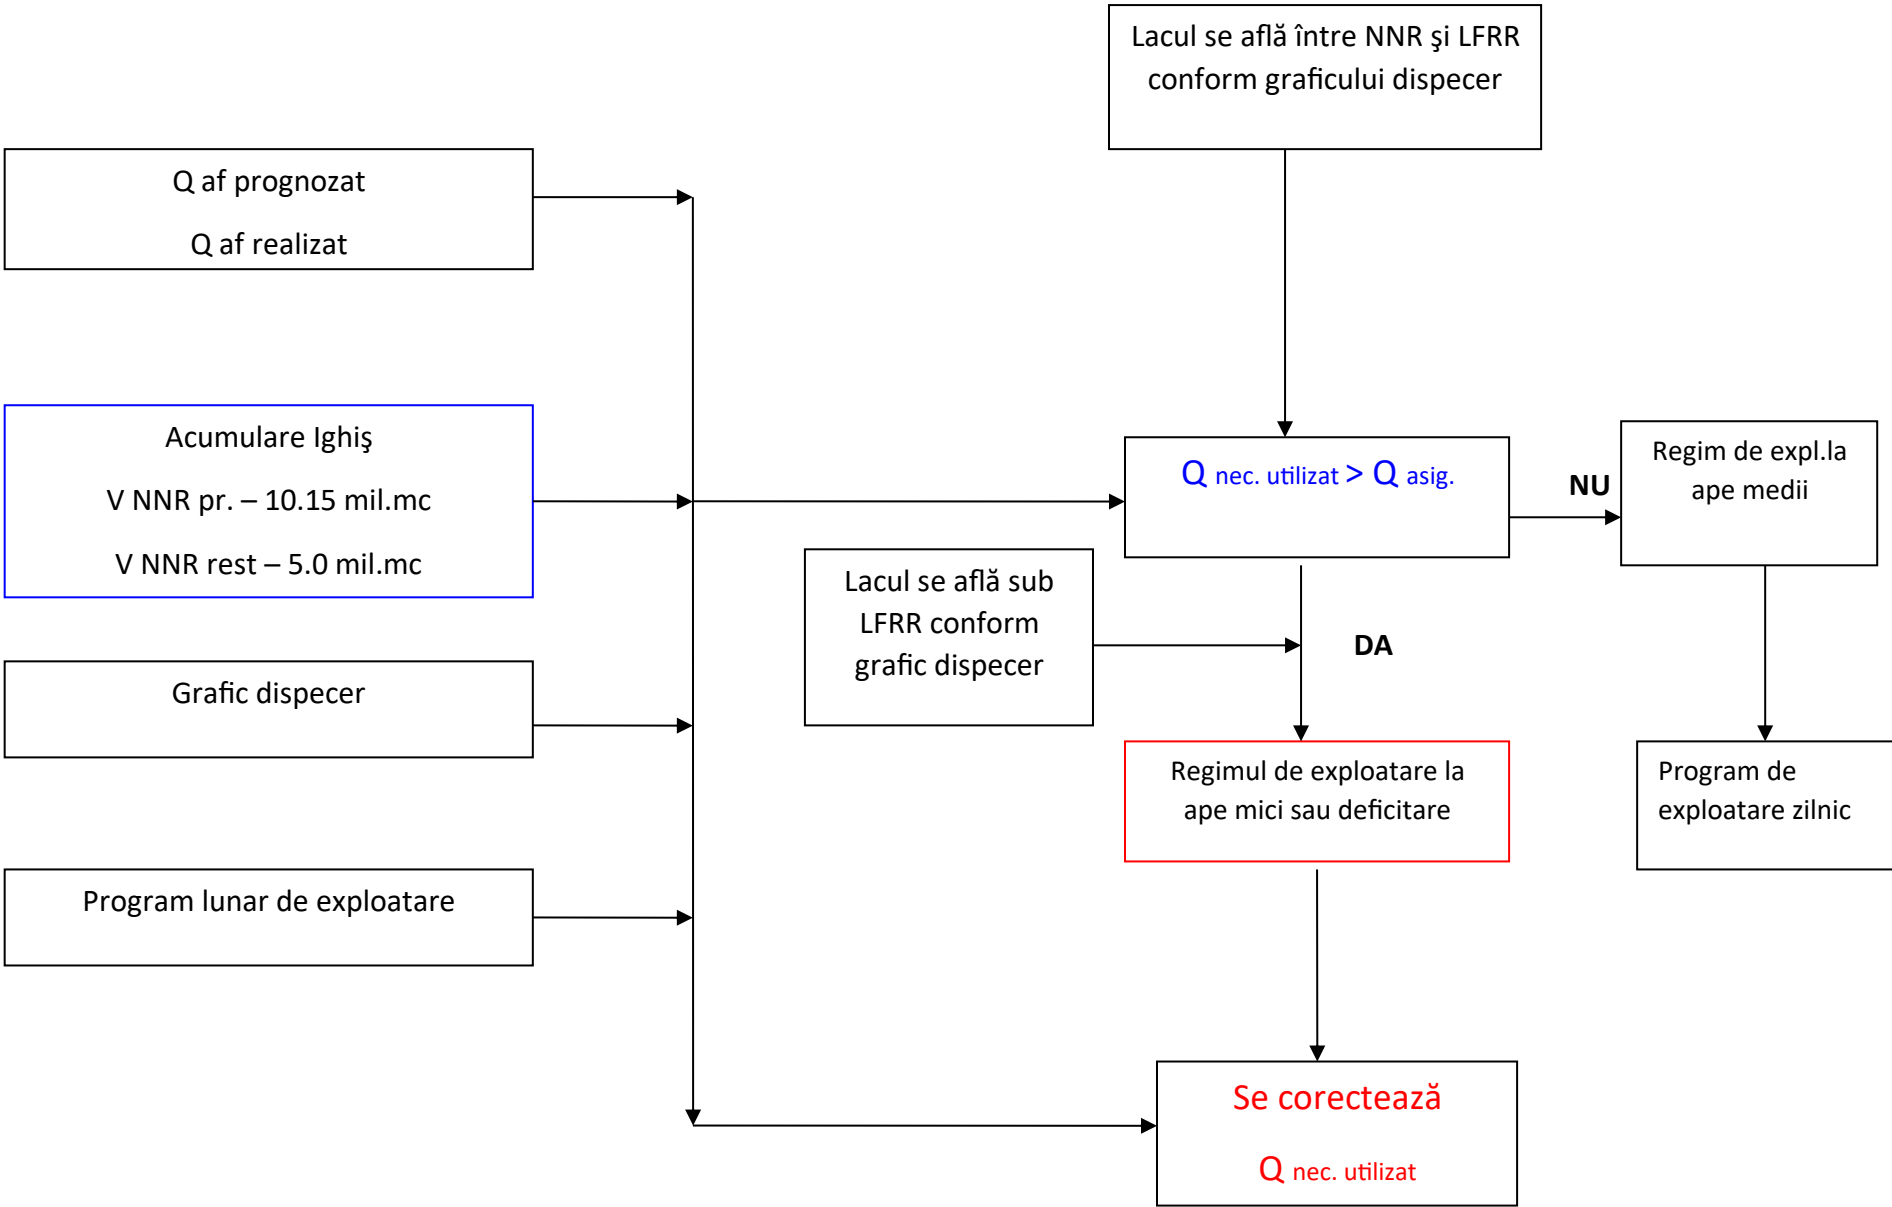 Lacul se află între NNR şi LFRR
conform graficului dispecer
Q af prognozat
Q af realizat
Acumulare Ighiş
V NNR pr. – 10.15 mil.mc
V NNR rest – 5.0 mil.mc
Q nec. utilizat > Q asig.
NU
Regim de expl.la
ape medii
Lacul se află sub
LFRR conform
grafic dispecer
DA
Grafic dispecer
Regimul de exploatare la
ape mici sau deficitare
Program de
exploatare zilnic
Program lunar de exploatare
Se corectează
Q nec. utilizat